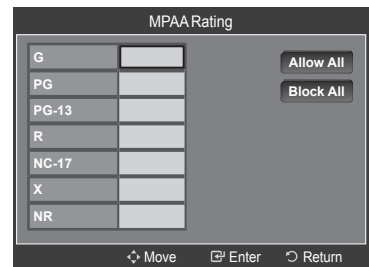 MPAA Rating
G
Allow All
PG
Block All
PG-13
R
NC-17
X
NR
Move Enter Return